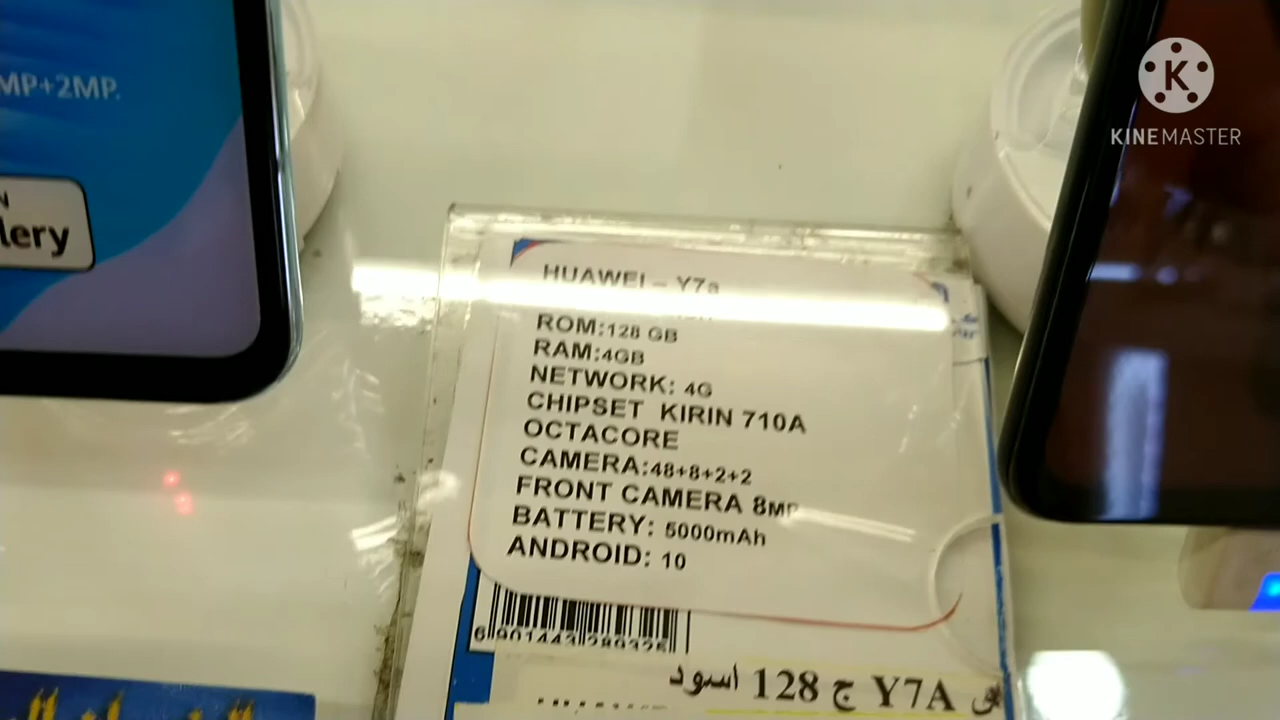 MP+2MP.
N
lery
KINEMASTER
HUAWEI – Y7a
ROM:128 GB
RAM:4GB
NETWORK: 4G
CHIPSET KIRIN 710A
OCTACORE
CAMERA:48+8+2+2
FRONT CAMERA 8MP
BATTERY: 5000mAh
ANDROID: 10
Y7A ج 128 اسود